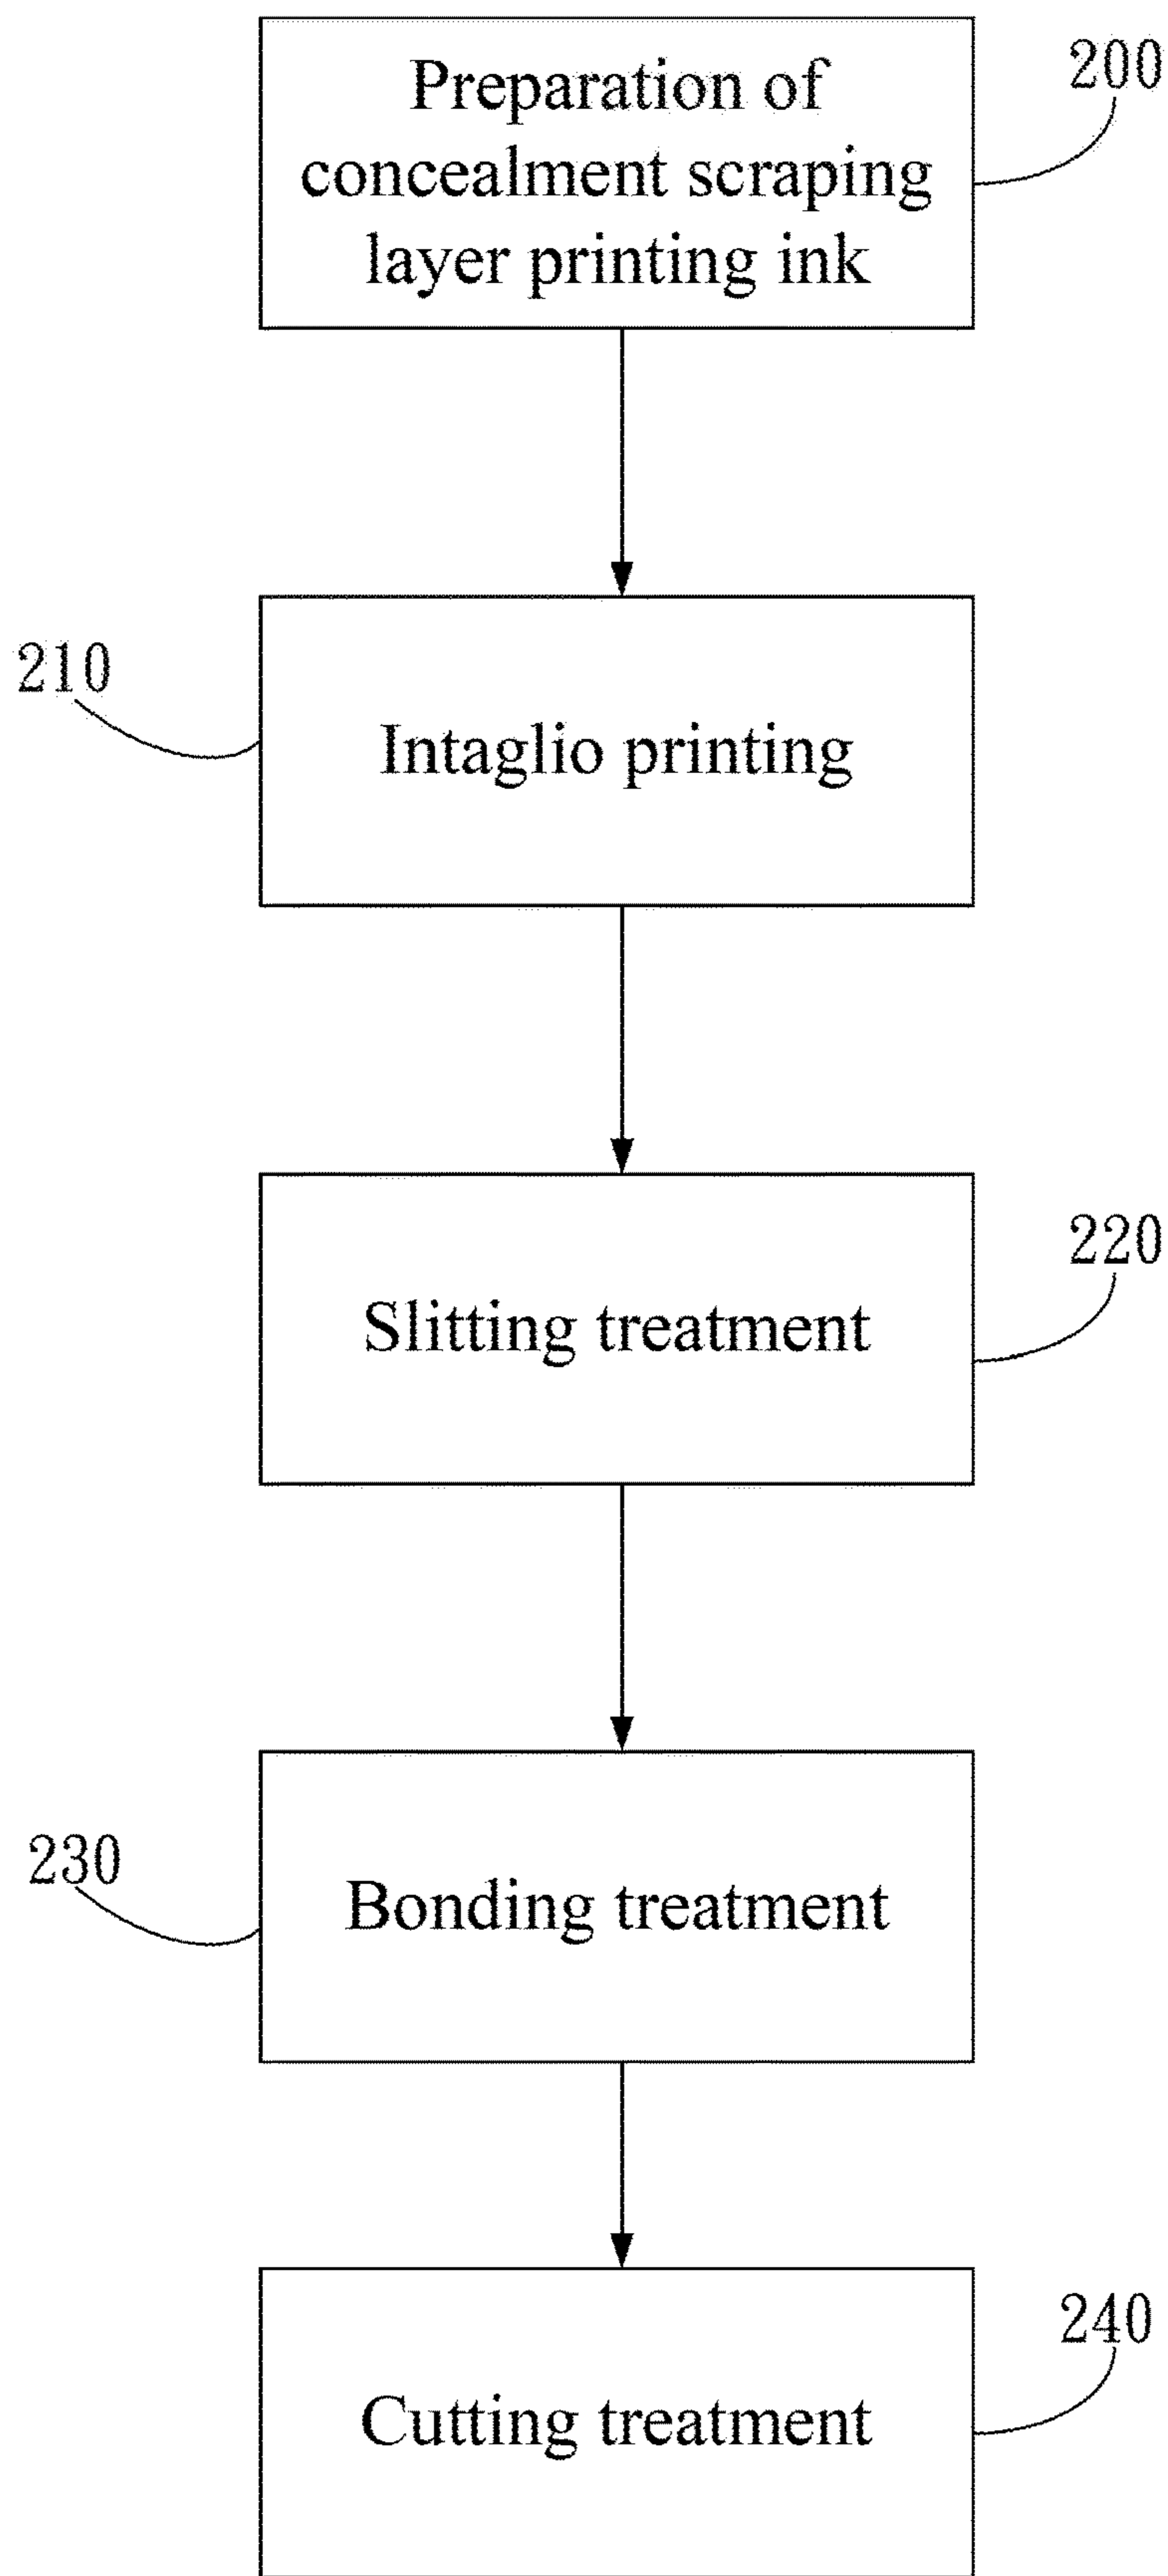 Preparation of
concealment scraping
layer printing ink
200
210
Intaglio printing
220
Slitting treatment
230
Bonding treatment
240
Cutting treatment